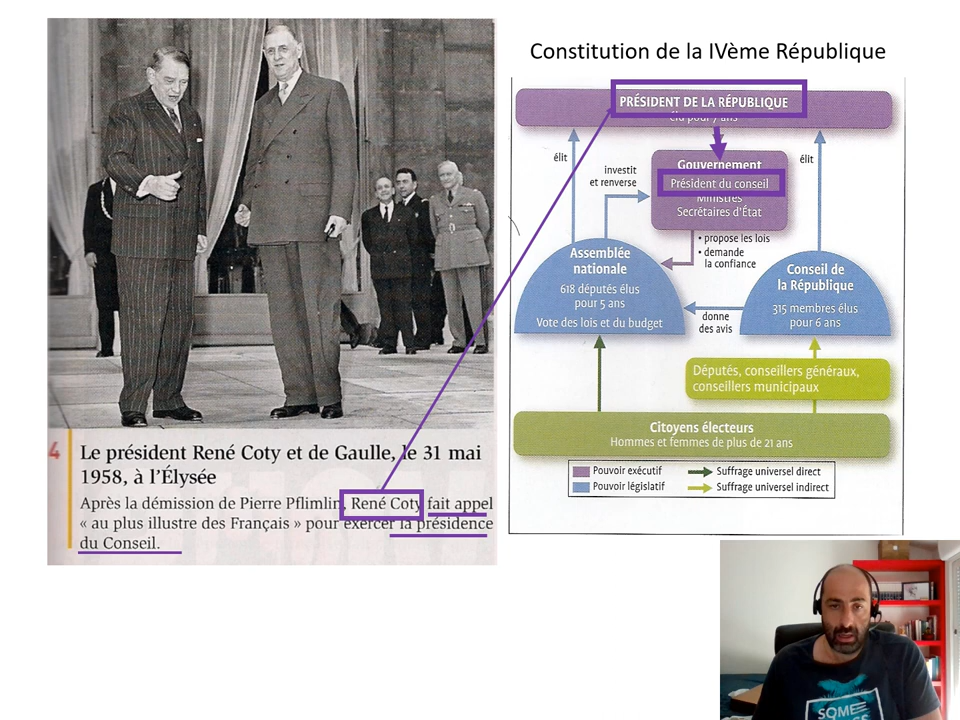 Constitution de la IVème République
PRÉSIDENT DE LA RÉPUBLIQUE
élu pour 7 ans
élit
investit
et renverse
Gouvernement
Président du conseil
Ministres
Secrétaires d'État
élit
• propose les lois
• demande
la confiance
Assemblée
nationale
618 députés élus
pour 5 ans
Vote des lois et du budget
donne
des avis
Conseil de
la République
315 membres élus
pour 6 ans
Députés, conseillers généraux,
conseillers municipaux
Citoyens électeurs
Hommes et femmes de plus de 21 ans
Pouvoir exécutif
Suffrage universel direct
Pouvoir législatif
Suffrage universel indirect
4
Le président René Coty et de Gaulle, le 31 mai
1958, à l'Élysée
Après la démission de Pierre Pflimlin, René Coty fait appel
« au plus illustre des Français » pour exercer la présidence
du Conseil.
SOME